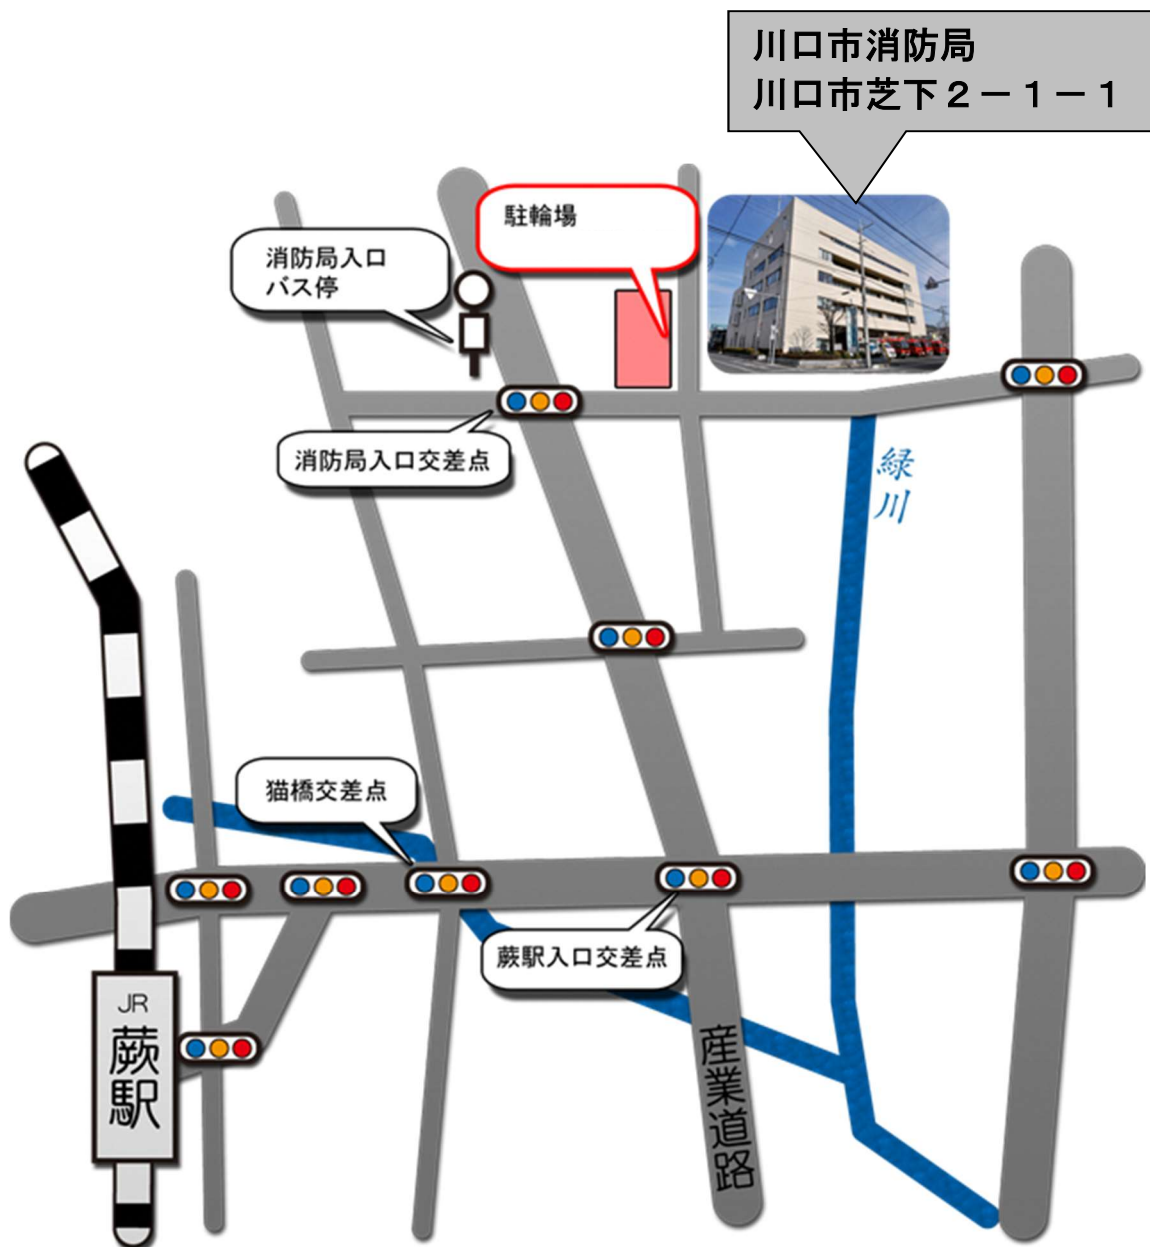 川口市消防局
川口市芝下２－１－１
駐輪場
消防局入口
バス停
消防局入口交差点
緑川
猫橋交差点
蕨駅入口交差点
JR
蕨駅
産業道路